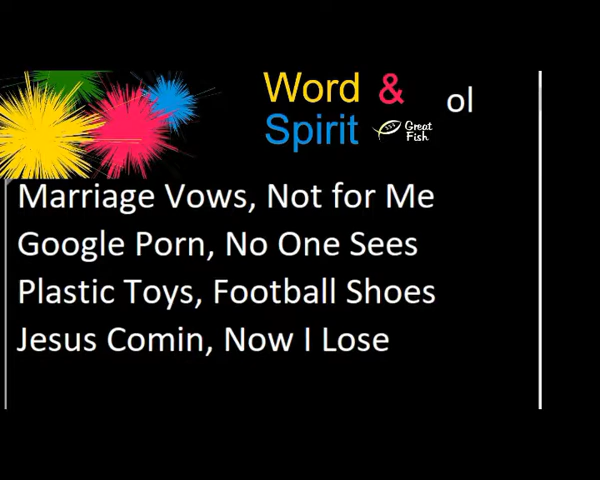 Word &
Spirit
Great
Fish
ol
Marriage Vows, Not for Me
Google Porn, No One Sees
Plastic Toys, Football Shoes
Jesus Comin, Now I Lose